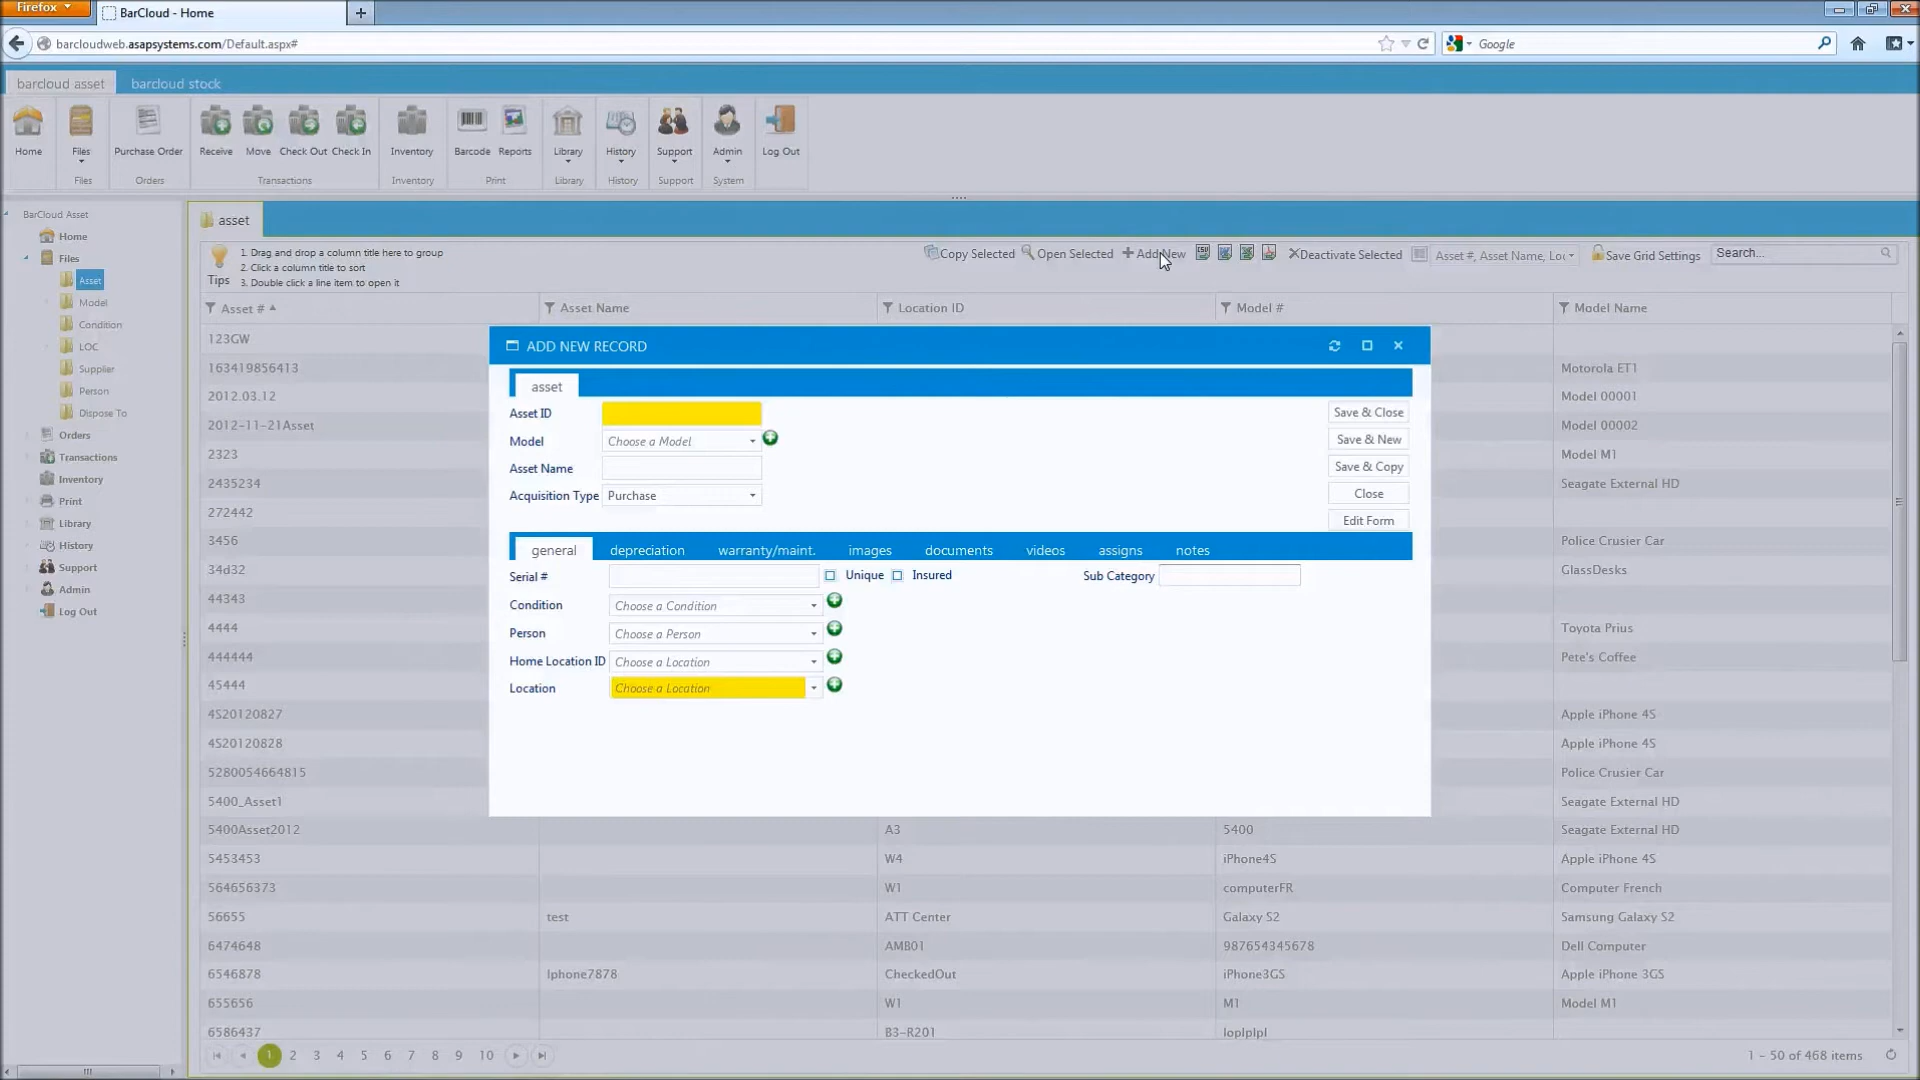 Firefox
BarCloud - Home
barcloudweb.asapsystems.com/Default.aspx#
Google
barcloud asset
barcloud stock
Home
Files
Purchase Order
Receive
Move
Check Out
Check In
Inventory
Barcode
Reports
Library
History
Support
Admin
Log Out
Files
Orders
Transactions
Inventory
Print
Library
History
Support
System
BarCloud Asset
Home
Files
Asset
Model
Condition
LOC
Supplier
Person
Dispose To
Orders
Transactions
Inventory
Print
Library
History
Support
Admin
Log Out
asset
Tips
1. Drag and drop a column title here to group
2. Click a column title to sort
3. Double click a line item to open it
Copy Selected
Open Selected
Add New
Deactivate Selected
Asset #, Asset Name, Loc
Save Grid Settings
Search...
Asset #
Asset Name
Location ID
Model #
Model Name
123GW
163419856413
Motorola ET1
2012.03.12
Model 00001
2012-11-21Asset
Model 00002
2323
Model M1
2435234
Seagate External HD
272442
3456
Police Crusier Car
34d32
GlassDesks
44343
4444
Toyota Prius
444444
Pete's Coffee
45444
4S20120827
Apple iPhone 4S
4S20120828
Apple iPhone 4S
5280054664815
Police Crusier Car
5400_Asset1
Seagate External HD
5400Asset2012 A3 5400 Seagate External HD
5453453 W4 iPhone4S Apple iPhone 4S
564656373 W1 computerFR Computer French
56655 test ATT Center Galaxy S2 Samsung Galaxy S2
6474648 AMB01 987654345678 Dell Computer
6546878 Iphone7878 CheckedOut iPhone3GS Apple iPhone 3GS
655656 W1 M1 Model M1
6586437 B3-R201 loplplpl
1 2 3 4 5 6 7 8 9 10
1 - 50 of 468 items
ADD NEW RECORD
asset
Asset ID
Model Choose a Model
Asset Name
Acquisition Type Purchase
Save & Close
Save & New
Save & Copy
Close
Edit Form
general depreciation warranty/maint. images documents videos assigns notes
Serial # Unique Insured Sub Category
Condition Choose a Condition
Person Choose a Person
Home Location ID Choose a Location
Location Choose a Location